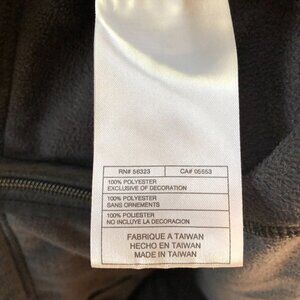 RN# 56323 CA# 05553
100% POLYESTER
EXCLUSIVE OF DECORATION
100% POLYESTER
SANS ORNEMENTS
100% POLIESTER
NO INCLUYE LA DECORACION
FABRIQUE A TAIWAN
HECHO EN TAIWAN
MADE IN TAIWAN